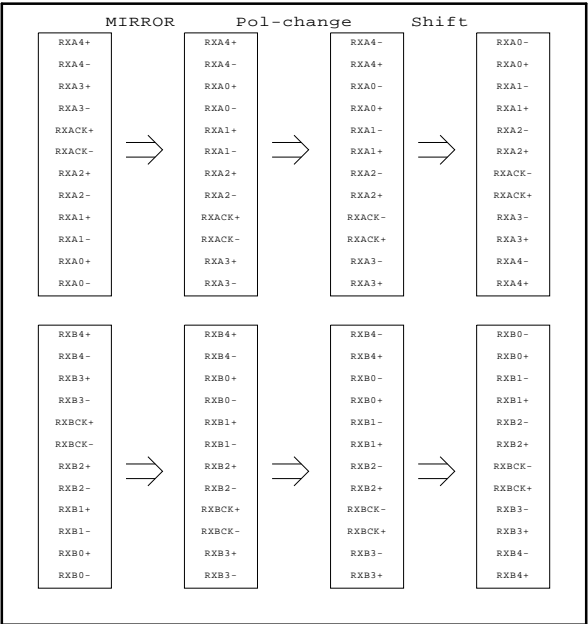 MIRROR Pol-change Shift
RXA4+ RXA4+ RXA4- RXA0-
RXA4- RXA4- RXA4+ RXA0+
RXA3+ RXA0+ RXA0- RXA1-
RXA3- RXA0- RXA0+ RXA1+
RXACK+ RXA1+ RXA1- RXA2-
RXACK- RXA1- RXA1+ RXA2+
RXA2+ RXA2+ RXA2- RXACK-
RXA2- RXA2- RXA2+ RXACK+
RXA1+ RXACK+ RXACK- RXA3-
RXA1- RXACK- RXACK+ RXA3+
RXA0+ RXA3+ RXA3- RXA4-
RXA0- RXA3- RXA3+ RXA4+
RXB4+ RXB4+ RXB4- RXB0-
RXB4- RXB4- RXB4+ RXB0+
RXB3+ RXB0+ RXB0- RXB1-
RXB3- RXB0- RXB0+ RXB1+
RXBCK+ RXB1+ RXB1- RXB2-
RXBCK- RXB1- RXB1+ RXB2+
RXB2+ RXB2+ RXB2- RXBCK-
RXB2- RXB2- RXB2+ RXBCK+
RXB1+ RXBCK+ RXBCK- RXB3-
RXB1- RXBCK- RXBCK+ RXB3+
RXB0+ RXB3+ RXB3- RXB4-
RXB0- RXB3- RXB3+ RXB4+